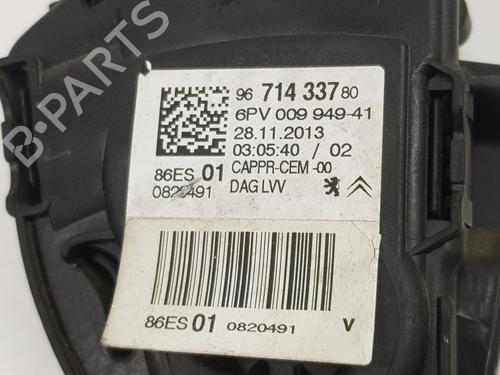 96 714 337 80
6PV 009 949-41
28.11.2013
03:05:40 / 02
86ES 01 CAPPR-CEM-00
0820491 DAG LVV
86ES 01 0820491 V
B-PARTS